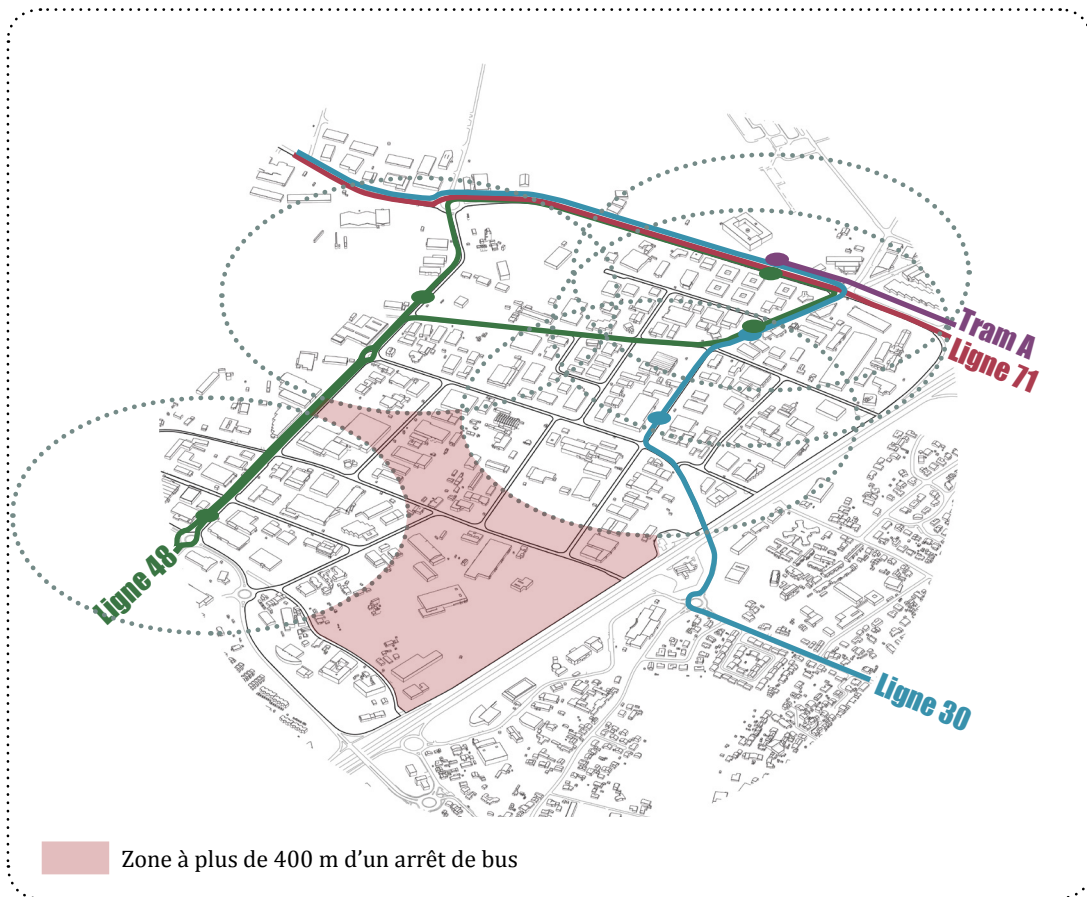 Tram A
Ligne 71
Ligne 48
Ligne 30
Zone à plus de 400 m d'un arrêt de bus